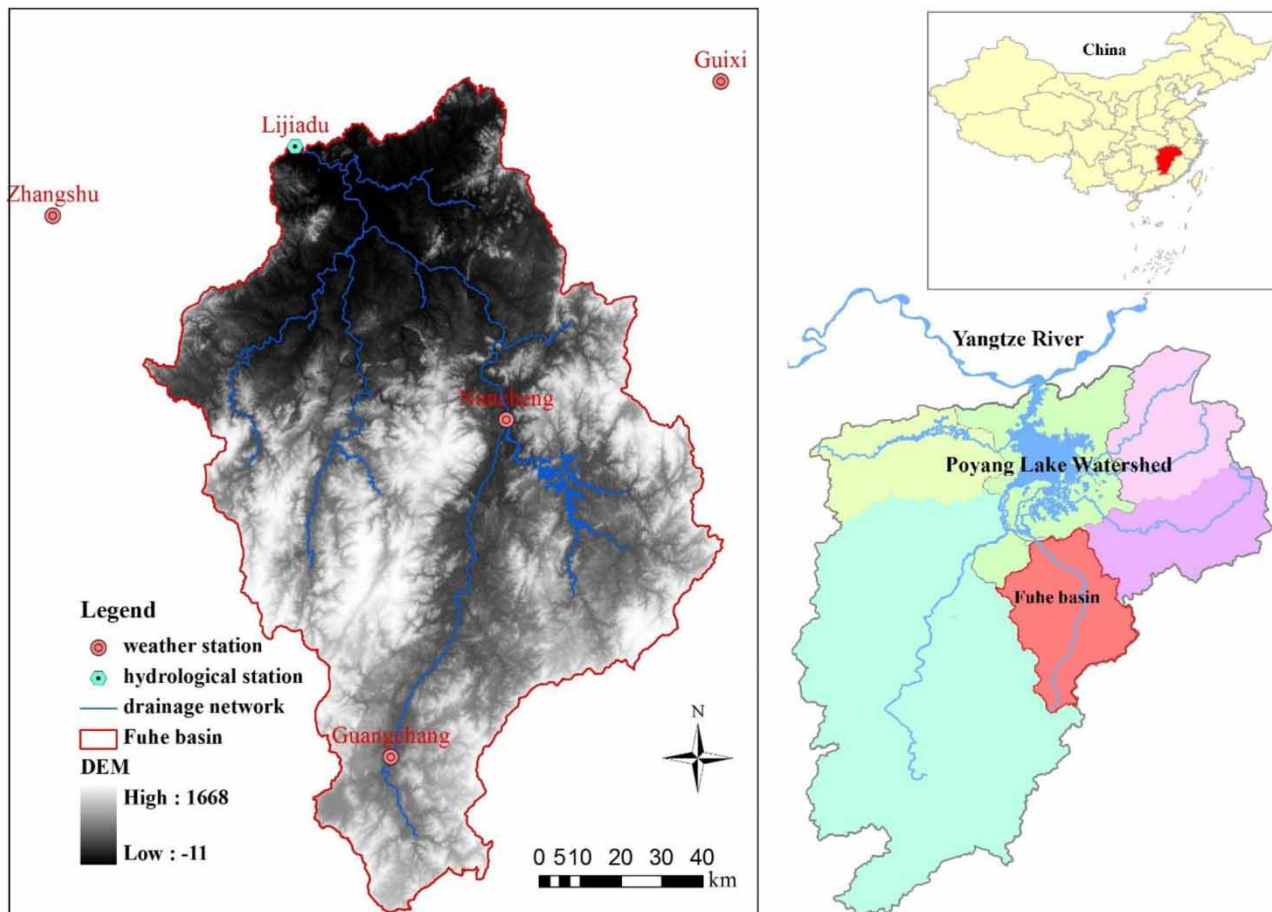 Guixi
Lijiadu
Zhangshu
Nancheng
Guangchang
Legend
weather station
hydrological station
drainage network
Fuhe basin
DEM
High : 1668
Low : -11
N
0 5 10 20 30 40
km
China
Yangtze River
Poyang Lake Watershed
Fuhe basin